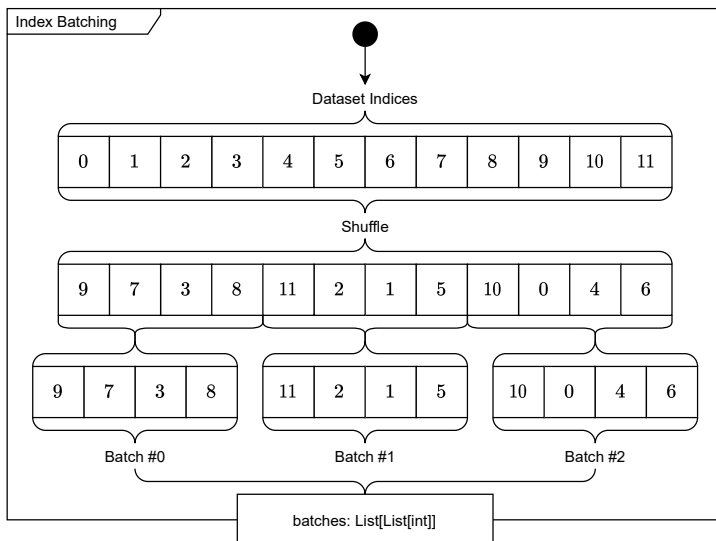 Index Batching
Dataset Indices
0 1 2 3 4 5 6 7 8 9 10 11
Shuffle
9 7 3 8 11 2 1 5 10 0 4 6
9 7 3 8 11 2 1 5 10 0 4 6
Batch #0 Batch #1 Batch #2
batches: List[List[int]]